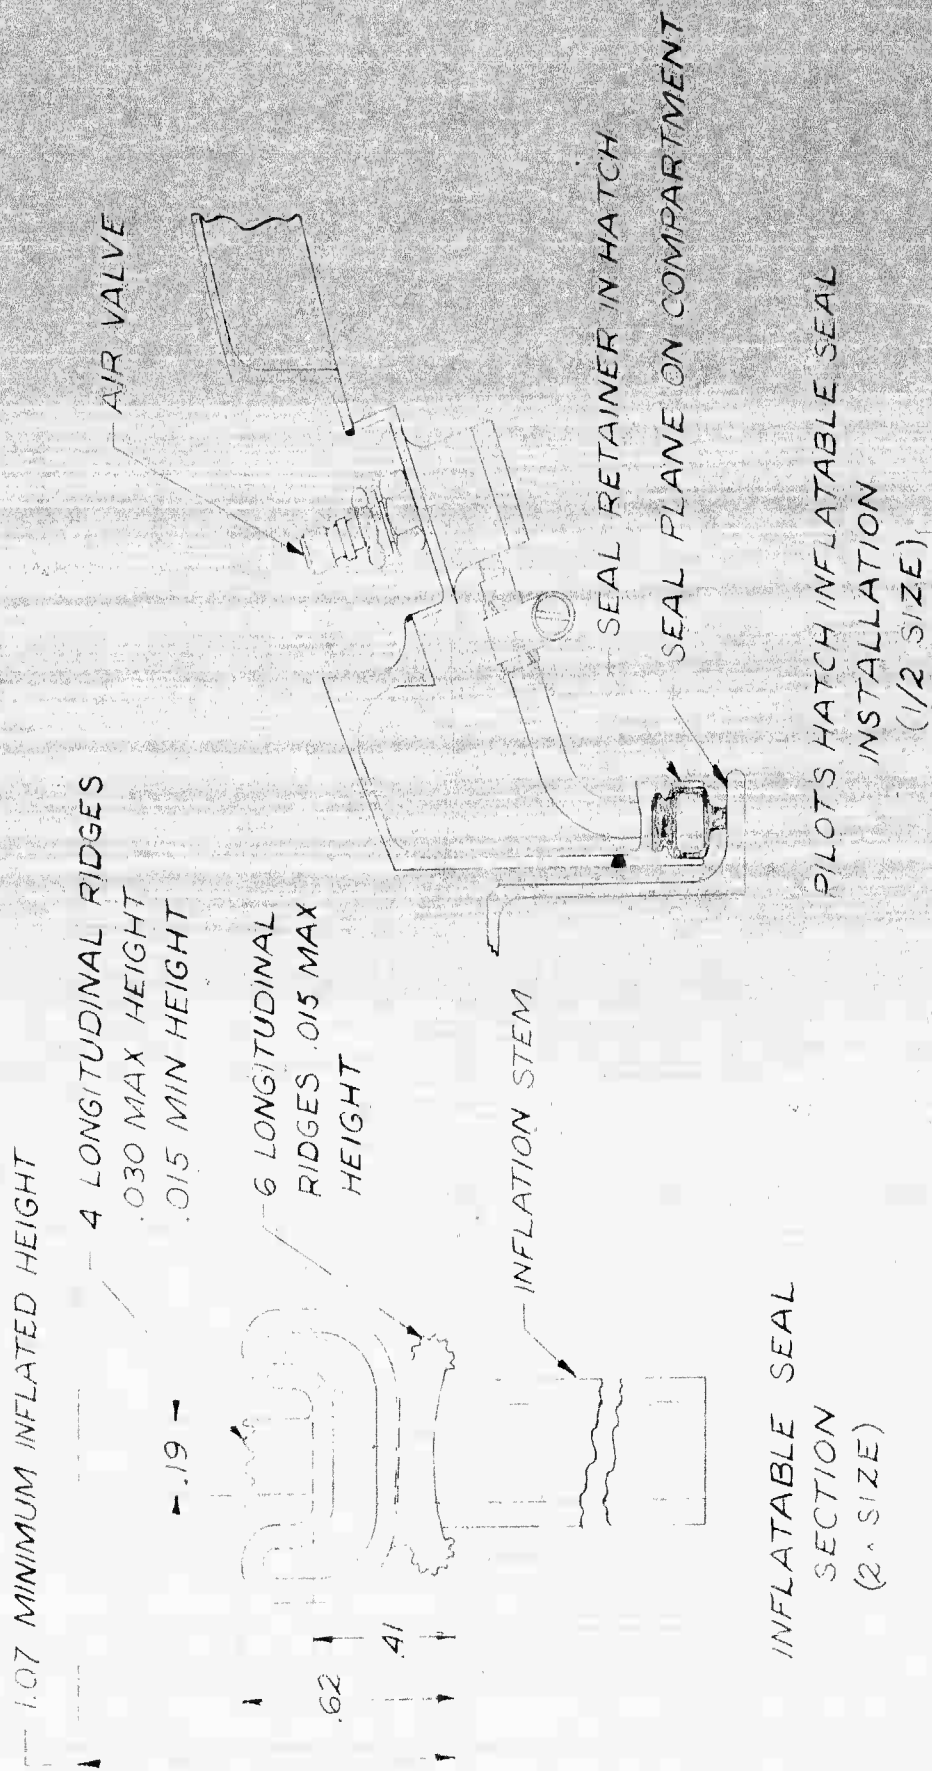 1.07 MINIMUM INFLATED HEIGHT
4 LONGITUDINAL RIDGES
.030 MAX HEIGHT
.015 MIN HEIGHT
.19
6 LONGITUDINAL
RIDGES .015 MAX
HEIGHT
.62
.41
INFLATION STEM
INFLATABLE SEAL
SECTION
(2 SIZE)
AIR VALVE
SEAL RETAINER IN HATCH
SEAL PLANE ON COMPARTMENT
PILOTS HATCH INFLATABLE SEAL
INSTALLATION
(1/2 SIZE)